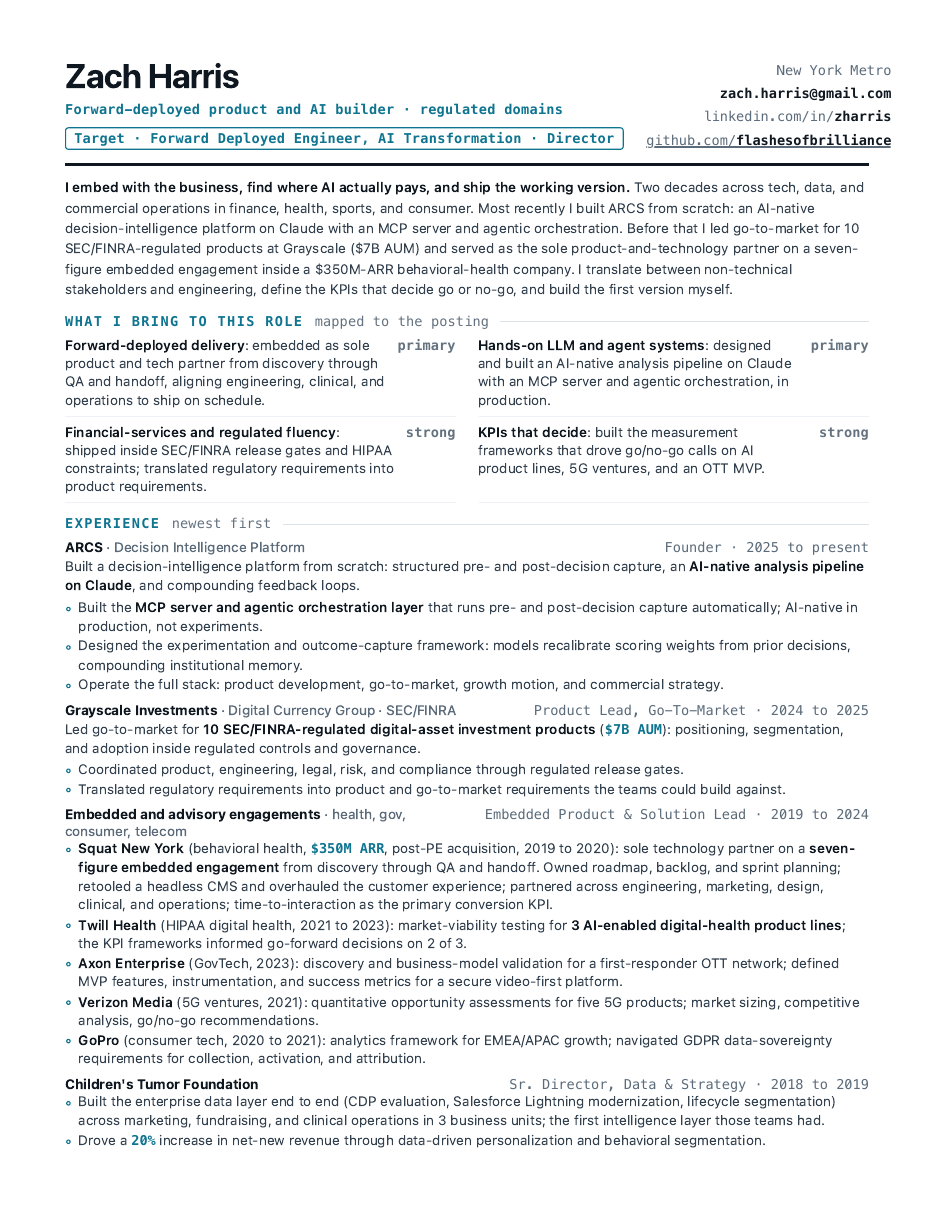 Zach Harris
Forward-deployed product and AI builder · regulated domains
Target · Forward Deployed Engineer, AI Transformation · Director
New York Metro
zach.harris@gmail.com
linkedin.com/in/zharris
github.com/flashesofbrilliance
I embed with the business, find where AI actually pays, and ship the working version. Two decades across tech, data, and
commercial operations in finance, health, sports, and consumer. Most recently I built ARCS from scratch: an AI-native
decision-intelligence platform on Claude with an MCP server and agentic orchestration. Before that I led go-to-market for 10
SEC/FINRA-regulated products at Grayscale ($7B AUM) and served as the sole product-and-technology partner on a seven-
figure embedded engagement inside a $350M-ARR behavioral-health company. I translate between non-technical
stakeholders and engineering, define the KPIs that decide go or no-go, and build the first version myself.
WHAT I BRING TO THIS ROLE mapped to the posting
Forward-deployed delivery: embedded as sole primary
product and tech partner from discovery through
QA and handoff, aligning engineering, clinical, and
operations to ship on schedule.
Hands-on LLM and agent systems: designed primary
and built an AI-native analysis pipeline on Claude
with an MCP server and agentic orchestration, in
production.
Financial-services and regulated fluency: strong
shipped inside SEC/FINRA release gates and HIPAA
constraints; translated regulatory requirements into
product requirements.
KPIs that decide: built the measurement strong
frameworks that drove go/no-go calls on AI
product lines, 5G ventures, and an OTT MVP.
EXPERIENCE newest first
ARCS · Decision Intelligence Platform Founder · 2025 to present
Built a decision-intelligence platform from scratch: structured pre- and post-decision capture, an AI-native analysis pipeline
on Claude, and compounding feedback loops.
Built the MCP server and agentic orchestration layer that runs pre- and post-decision capture automatically; AI-native in
production, not experiments.
Designed the experimentation and outcome-capture framework: models recalibrate scoring weights from prior decisions,
compounding institutional memory.
Operate the full stack: product development, go-to-market, growth motion, and commercial strategy.
Grayscale Investments · Digital Currency Group · SEC/FINRA Product Lead, Go-To-Market · 2024 to 2025
Led go-to-market for 10 SEC/FINRA-regulated digital-asset investment products ($7B AUM): positioning, segmentation,
and adoption inside regulated controls and governance.
Coordinated product, engineering, legal, risk, and compliance through regulated release gates.
Translated regulatory requirements into product and go-to-market requirements the teams could build against.
Embedded and advisory engagements · health, gov, Embedded Product & Solution Lead · 2019 to 2024
consumer, telecom
Squat New York (behavioral health, $350M ARR, post-PE acquisition, 2019 to 2020): sole technology partner on a seven-
figure embedded engagement from discovery through QA and handoff. Owned roadmap, backlog, and sprint planning;
retooled a headless CMS and overhauled the customer experience; partnered across engineering, marketing, design,
clinical, and operations; time-to-interaction as the primary conversion KPI.
Twill Health (HIPAA digital health, 2021 to 2023): market-viability testing for 3 AI-enabled digital-health product lines;
the KPI frameworks informed go-forward decisions on 2 of 3.
Axon Enterprise (GovTech, 2023): discovery and business-model validation for a first-responder OTT network; defined
MVP features, instrumentation, and success metrics for a secure video-first platform.
Verizon Media (5G ventures, 2021): quantitative opportunity assessments for five 5G products; market sizing, competitive
analysis, go/no-go recommendations.
GoPro (consumer tech, 2020 to 2021): analytics framework for EMEA/APAC growth; navigated GDPR data-sovereignty
requirements for collection, activation, and attribution.
Children's Tumor Foundation Sr. Director, Data & Strategy · 2018 to 2019
Built the enterprise data layer end to end (CDP evaluation, Salesforce Lightning modernization, lifecycle segmentation)
across marketing, fundraising, and clinical operations in 3 business units; the first intelligence layer those teams had.
Drove a 20% increase in net-new revenue through data-driven personalization and behavioral segmentation.